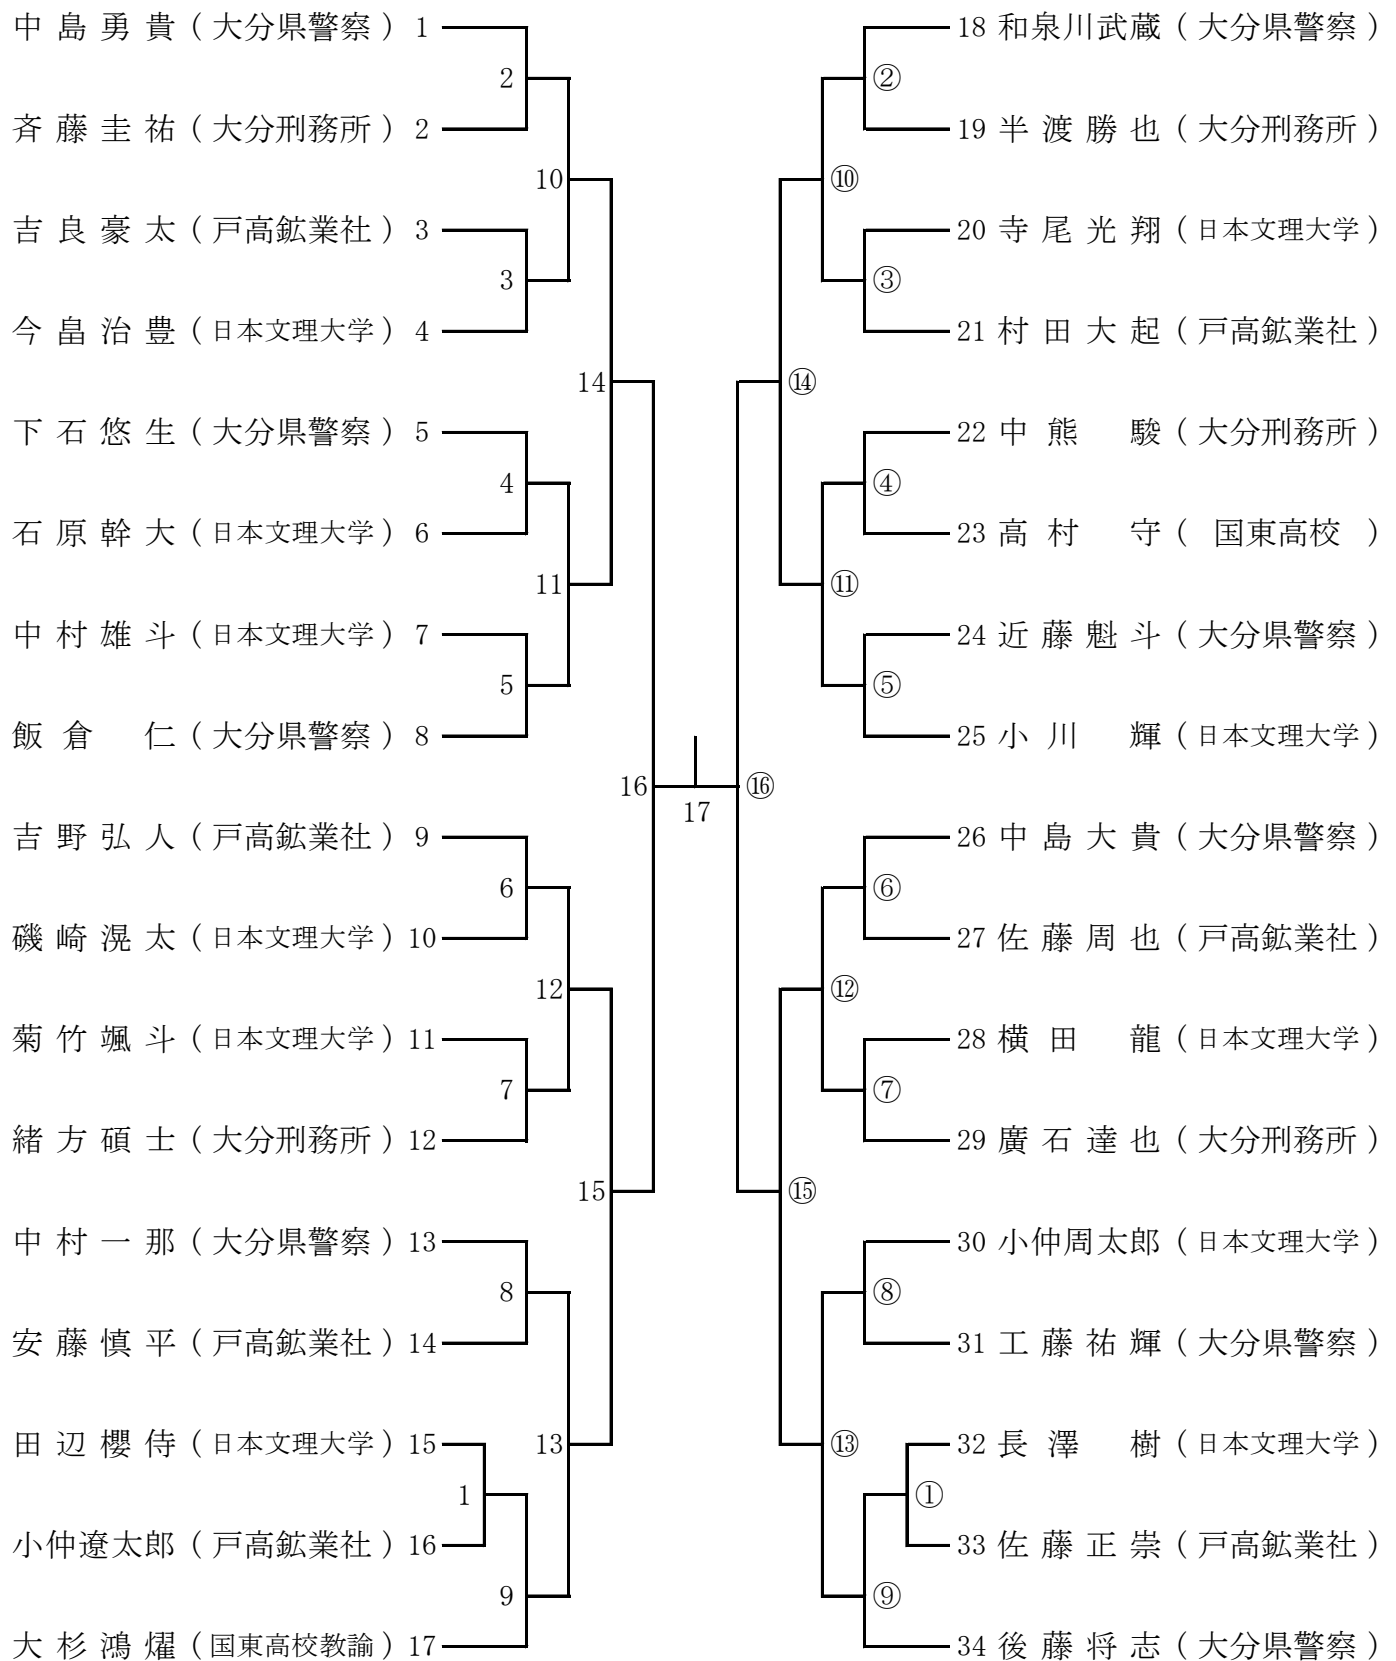 中島勇貴（大分県警察）1
2
斉藤圭祐（大分刑務所）2
10
吉良豪太（戸高鉱業社）3
3
今畠治豊（日本文理大学）4
14
下石悠生（大分県警察）5
4
石原幹大（日本文理大学）6
11
中村雄斗（日本文理大学）7
5
飯倉　仁（大分県警察）8
16
吉野弘人（戸高鉱業社）9
6
磯崎滉太（日本文理大学）10
12
菊竹颯斗（日本文理大学）11
7
緒方碩士（大分刑務所）12
15
中村一那（大分県警察）13
8
安藤慎平（戸高鉱業社）14
田辺櫻侍（日本文理大学）15
13
1
小仲遼太郎（戸高鉱業社）16
9
大杉鴻燿（国東高校教諭）17
17
18 和泉川武蔵（大分県警察）
②
19 半渡勝也（大分刑務所）
⑩
20 寺尾光翔（日本文理大学）
③
21 村田大起（戸高鉱業社）
⑭
22 中熊　駿（大分刑務所）
④
23 高村　守（ 国東高校 ）
⑪
24 近藤魁斗（大分県警察）
⑤
25 小川　輝（日本文理大学）
⑯
26 中島大貴（大分県警察）
⑥
27 佐藤周也（戸高鉱業社）
⑫
28 横田　龍（日本文理大学）
⑦
29 廣石達也（大分刑務所）
⑮
30 小仲周太郎（日本文理大学）
⑧
31 工藤祐輝（大分県警察）
⑬
32 長澤　樹（日本文理大学）
①
33 佐藤正崇（戸高鉱業社）
⑨
34 後藤将志（大分県警察）